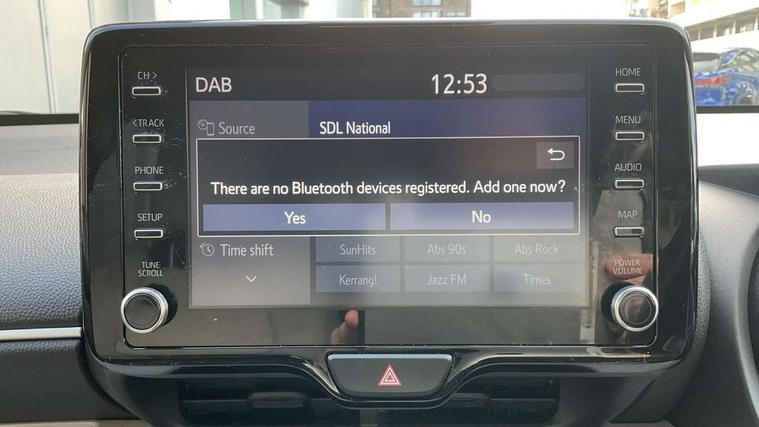 CH >
<TRACK
PHONE
SETUP
TUNE
SCROLL
DAB
12:53
Source
SDL National
There are no Bluetooth devices registered. Add one now?
Yes
No
Time shift
SunHits
Abs 90s
Abs Rock
Kerrang!
Jazz FM
Times
HOME
MENU
AUDIO
MAP
POWER
VOLUME